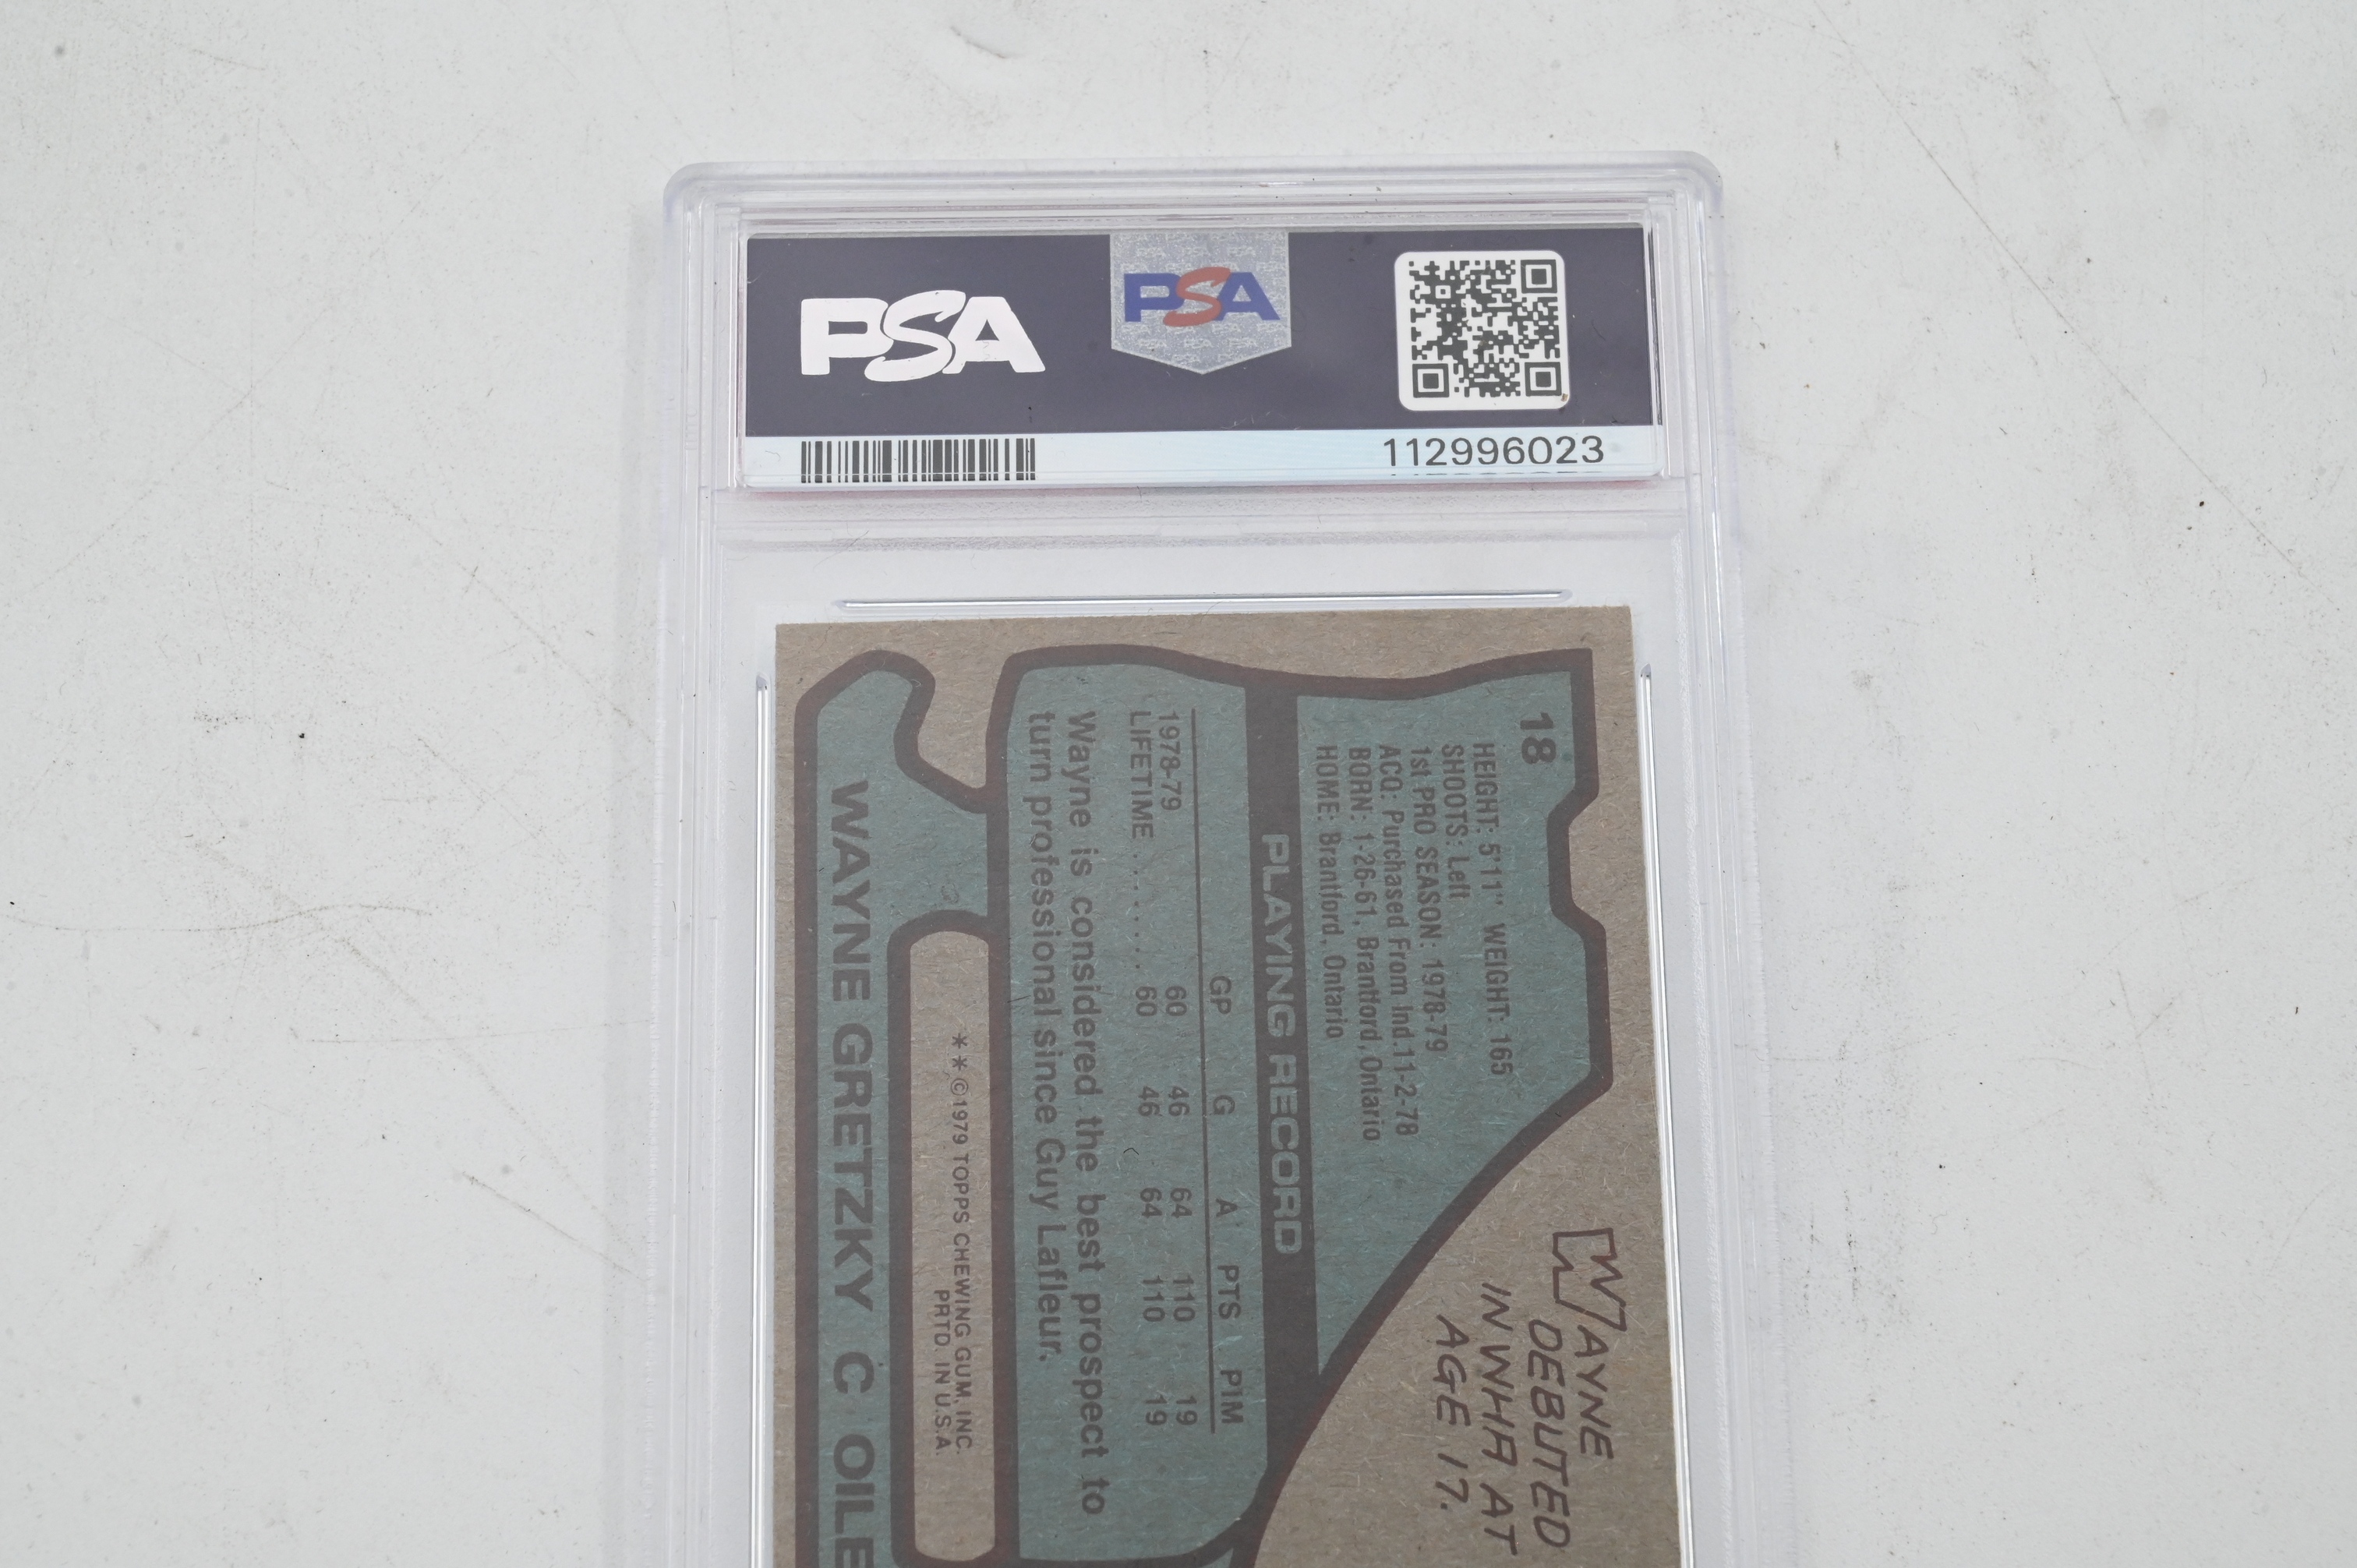 PSA
PSA
112996023
18
HEIGHT: 5'11" WEIGHT: 165
SHOOTS: Left
1st PRO SEASON: 1978-79
ACQ: Purchased From Ind. 11-2-78
BORN: 1-26-61, Brantford, Ontario
HOME: Brantford, Ontario
WAYNE
DEBUTED
IN WHA AT
AGE 17.
PLAYING RECORD
GP G A PTS PIM
1978-79 60 46 64 110 19
LIFETIME ........ 60 46 64 110 19
Wayne is considered the best prospect to
turn professional since Guy Lafleur.
**©1979 TOPPS CHEWING GUM, INC.
PRTD. IN U.S.A.
WAYNE GRETZKY C · OILE